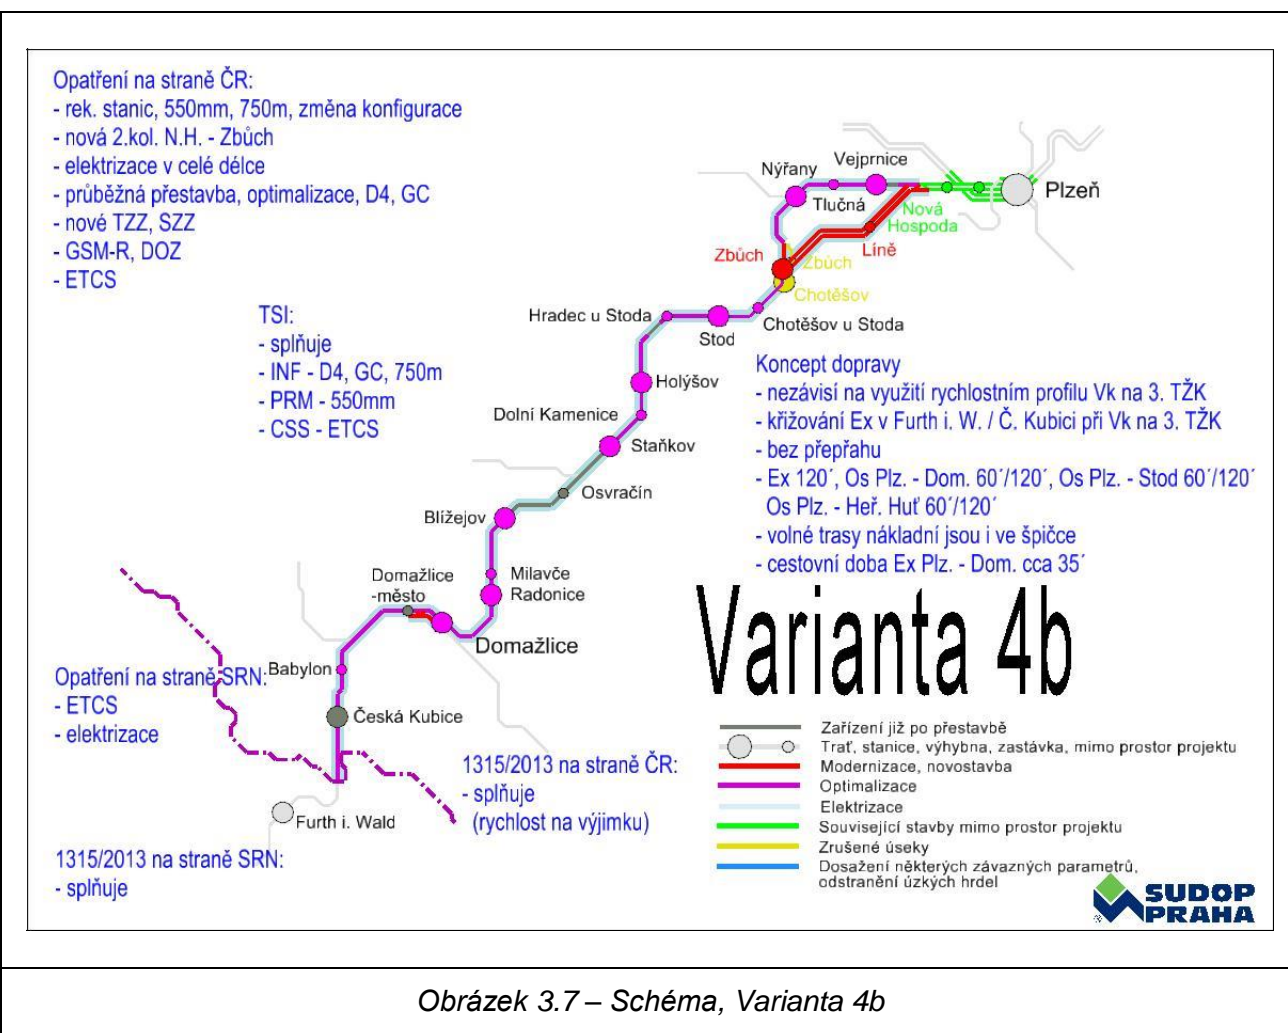 Opatření na straně ČR:
- rek. stanic, 550mm, 750m, změna konfigurace
- nová 2.kol. N.H. - Zbůch
- elektrizace v celé délce
- průběžná přestavba, optimalizace, D4, GC
- nové TZZ, SZZ
- GSM-R, DOZ
- ETCS
TSI:
- splňuje
- INF - D4, GC, 750m
- PRM - 550mm
- CSS - ETCS
Nýřany
Vejprnice
Tlučná
Plzeň
Nová
Hospoda
Líně
Zbůch
Zbůch
Chotěšov
Hradec u Stoda
Stod
Chotěšov u Stoda
Holýšov
Dolní Kamenice
Staňkov
Osvračín
Blížejov
Milavče
Radonice
Domažlice
-město
Domažlice
Babylon
Česká Kubice
Furth i. Wald
Koncept dopravy
- nezávisí na využití rychlostním profilu Vk na 3. TŽK
- křižování Ex v Furth i. W. / Č. Kubici při Vk na 3. TŽK
- bez přepřahu
- Ex 120´, Os Plz. - Dom. 60´/120´, Os Plz. - Stod 60´/120´
Os Plz. - Heř. Huť 60´/120´
- volné trasy nákladní jsou i ve špičce
- cestovní doba Ex Plz. - Dom. cca 35´
Varianta 4b
Opatření na straně SRN:
- ETCS
- elektrizace
1315/2013 na straně ČR:
- splňuje
(rychlost na výjimku)
1315/2013 na straně SRN:
- splňuje
Zařízení již po přestavbě
Trať, stanice, výhybna, zastávka, mimo prostor projektu
Modernizace, novostavba
Optimalizace
Elektrizace
Související stavby mimo prostor projektu
Zrušené úseky
Dosažení některých závazných parametrů,
odstranění úzkých hrdel
SUDOP
PRAHA
Obrázek 3.7 – Schéma, Varianta 4b